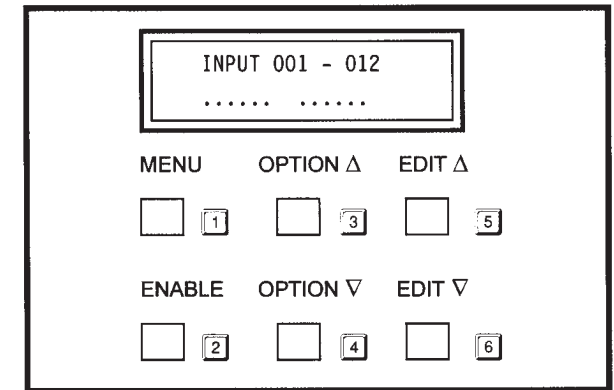 INPUT 001 - 012
...... ......
MENU OPTION Δ EDIT Δ
1 3 5
ENABLE OPTION ∇ EDIT ∇
2 4 6